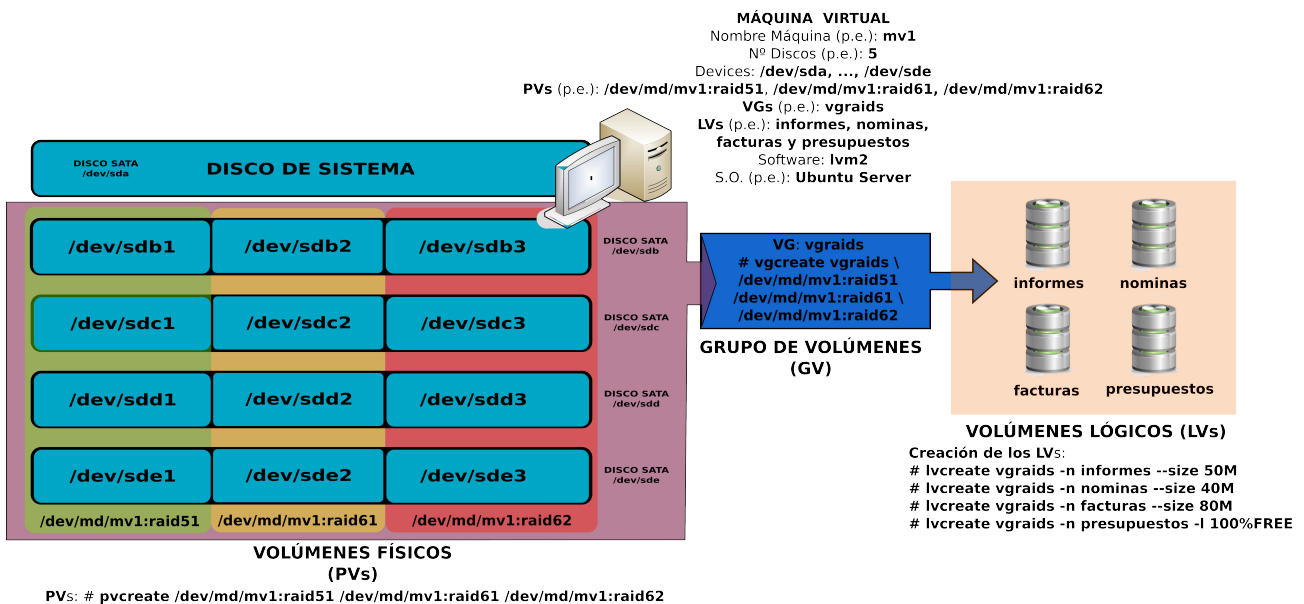 MÁQUINA  VIRTUAL
Nombre Máquina (p.e.): mv1
Nº Discos (p.e.): 5
Devices: /dev/sda, ..., /dev/sde
PVs (p.e.): /dev/md/mv1:raid51, /dev/md/mv1:raid61, /dev/md/mv1:raid62
VGs (p.e.): vgraids
LVs (p.e.): informes, nominas,
facturas y presupuestos
Software: lvm2
S.O. (p.e.): Ubuntu Server
DISCO SATA
/dev/sda
DISCO DE SISTEMA
/dev/sdb1
/dev/sdb2
/dev/sdb3
DISCO SATA
/dev/sdb
/dev/sdc1
/dev/sdc2
/dev/sdc3
DISCO SATA
/dev/sdc
/dev/sdd1
/dev/sdd2
/dev/sdd3
DISCO SATA
/dev/sdd
/dev/sde1
/dev/sde2
/dev/sde3
DISCO SATA
/dev/sde
/dev/md/mv1:raid51
/dev/md/mv1:raid61
/dev/md/mv1:raid62
VOLÚMENES FÍSICOS
(PVs)
PVs: # pvcreate /dev/md/mv1:raid51 /dev/md/mv1:raid61 /dev/md/mv1:raid62
VG: vgraids
# vgcreate vgraids \
/dev/md/mv1:raid51
/dev/md/mv1:raid61 \
/dev/md/mv1:raid62
GRUPO DE VOLÚMENES
(GV)
informes
nominas
facturas
presupuestos
VOLÚMENES LÓGICOS (LVs)
Creación de los LVs:
# lvcreate vgraids -n informes --size 50M
# lvcreate vgraids -n nominas --size 40M
# lvcreate vgraids -n facturas --size 80M
# lvcreate vgraids -n presupuestos -l 100%FREE